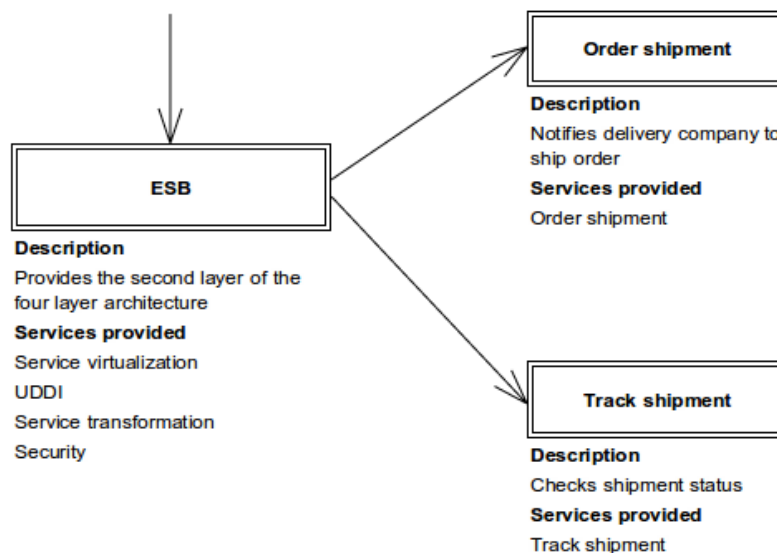 Order shipment
Description
Notifies delivery company to
ship order
Services provided
Order shipment
ESB
Description
Provides the second layer of the
four layer architecture
Services provided
Service virtualization
UDDI
Service transformation
Security
Track shipment
Description
Checks shipment status
Services provided
Track shipment